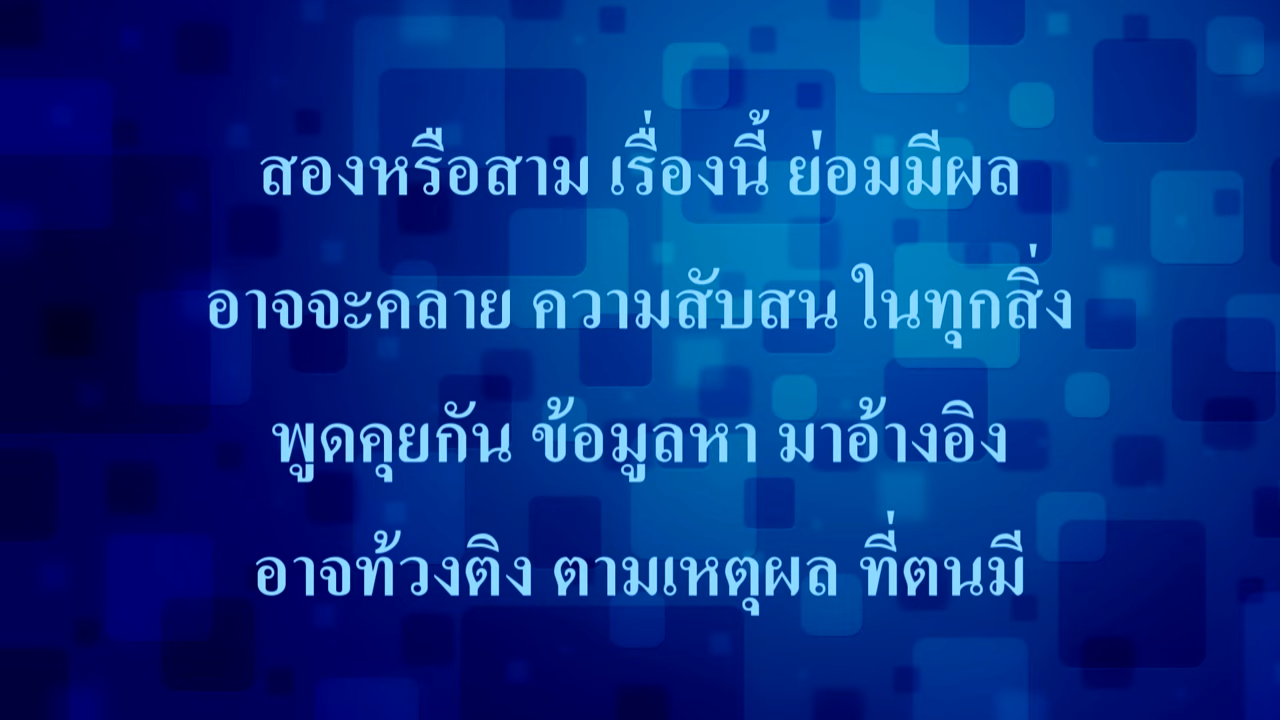 สองหรือสาม เรื่องนี้ ย่อมมีผล
อาจจะคลาย ความสับสน ในทุกสิ่ง
พูดคุยกัน ข้อมูลหา มาอ้างอิง
อาจท้วงติง ตามเหตุผล ที่ตนมี